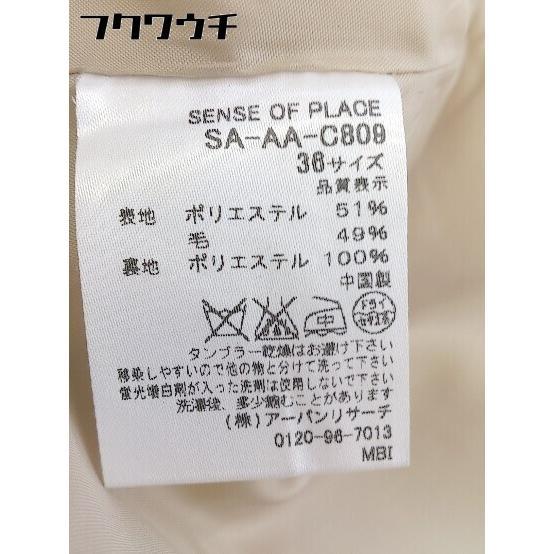 フクワウチ
SENSE OF PLACE
SA-AA-C809
36サイズ
品質表示
表地 ポリエステル 51%
毛 49%
裏地 ポリエステル 100%
中国製
中 ドライ セキユ系
タンブラー乾燥はお避け下さい
移染しやすいので他の物と分けて洗って下さい
蛍光増白剤が入った洗剤は使用しないで下さい
洗濯後、多少縮むことがあります
(株)アーバンリサーチ
0120-96-7013
MBI